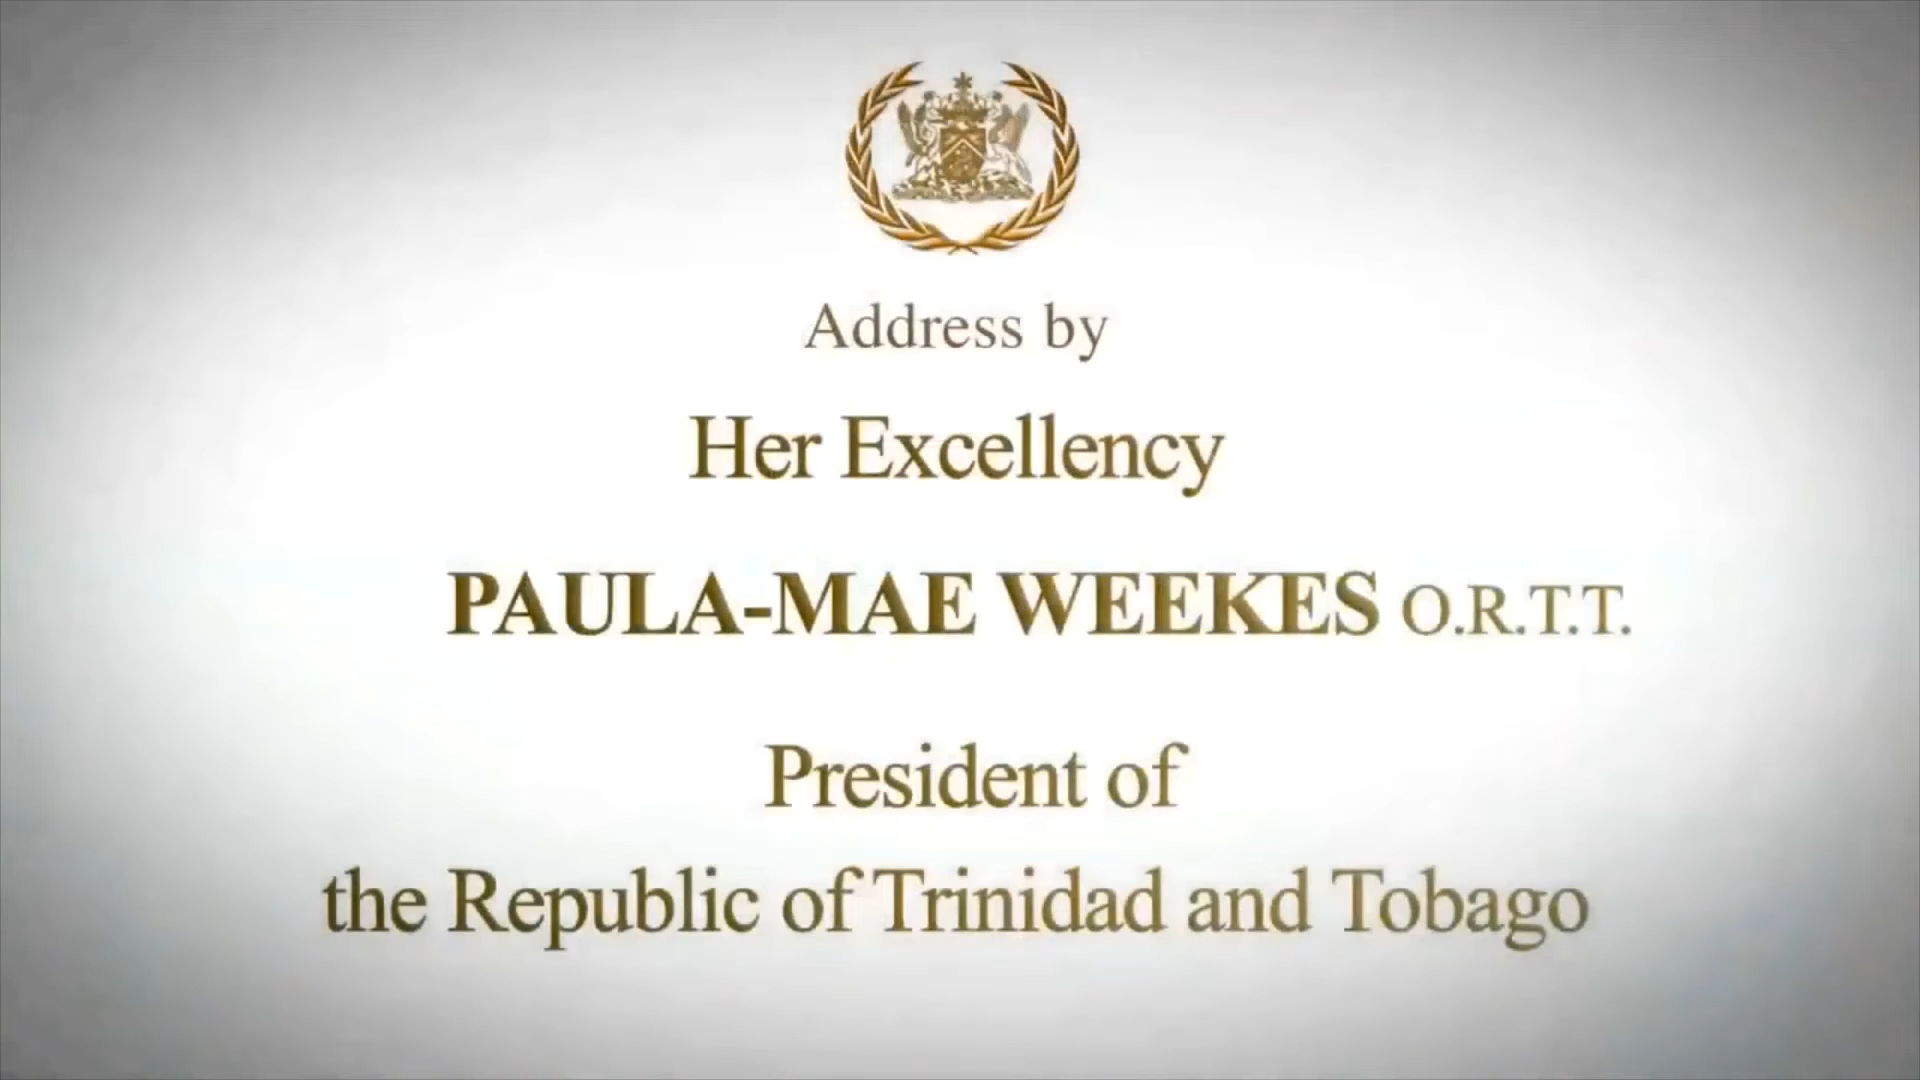 Address by
Her Excellency
PAULA-MAE WEEKES O.R.T.T.
President of
the Republic of Trinidad and Tobago